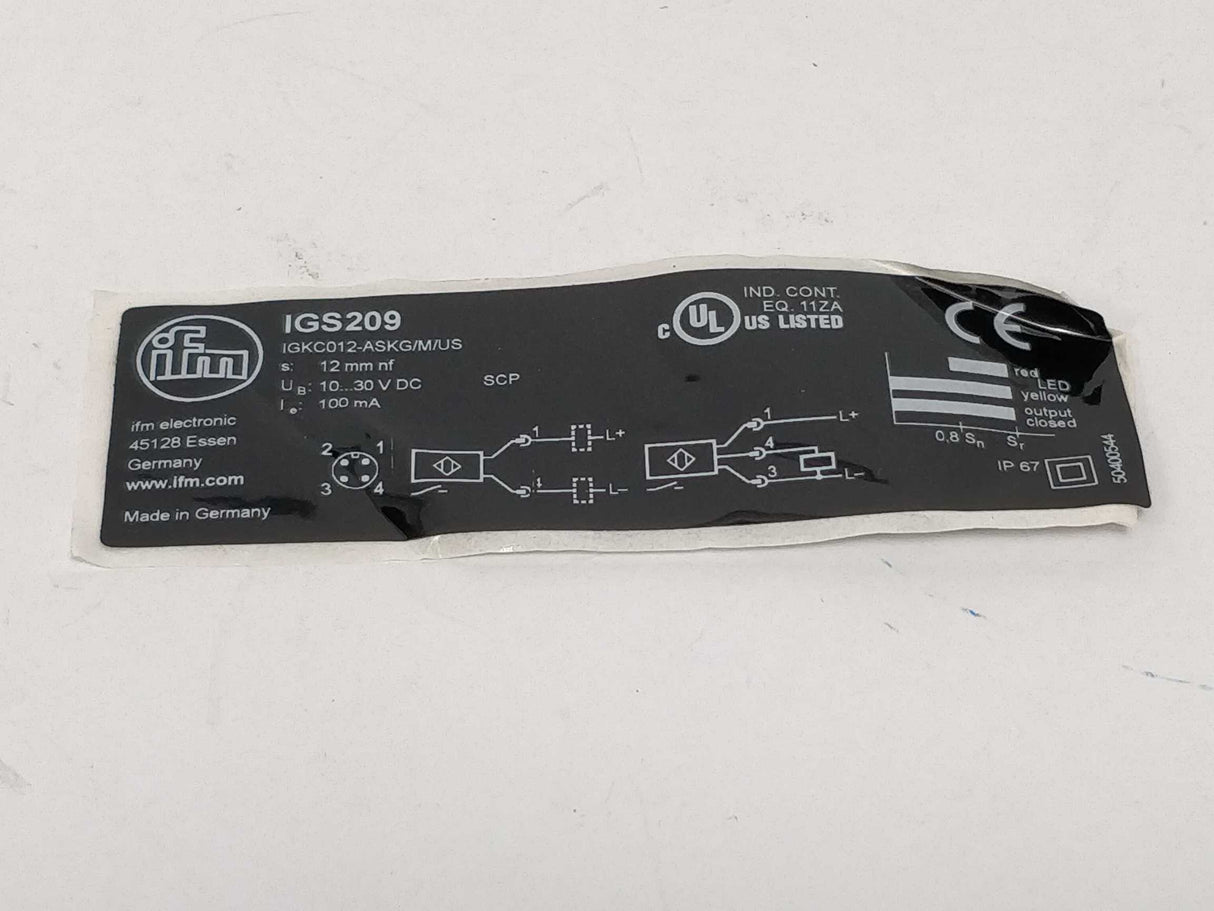 ifm
ifm electronic
45128 Essen
Germany
www.ifm.com
Made in Germany
IGS209
IGKC012-ASKG/M/US
s: 12 mm nf
UB: 10...30 V DC SCP
Ie: 100 mA
2 1
3 4
1 L+
4 L−
1 L+
4
3 L−
C UL US LISTED
IND. CONT.
EQ. 11ZA
CE
red
LED
yellow
output
closed
0,8 Sn Sr
IP 67
50400544